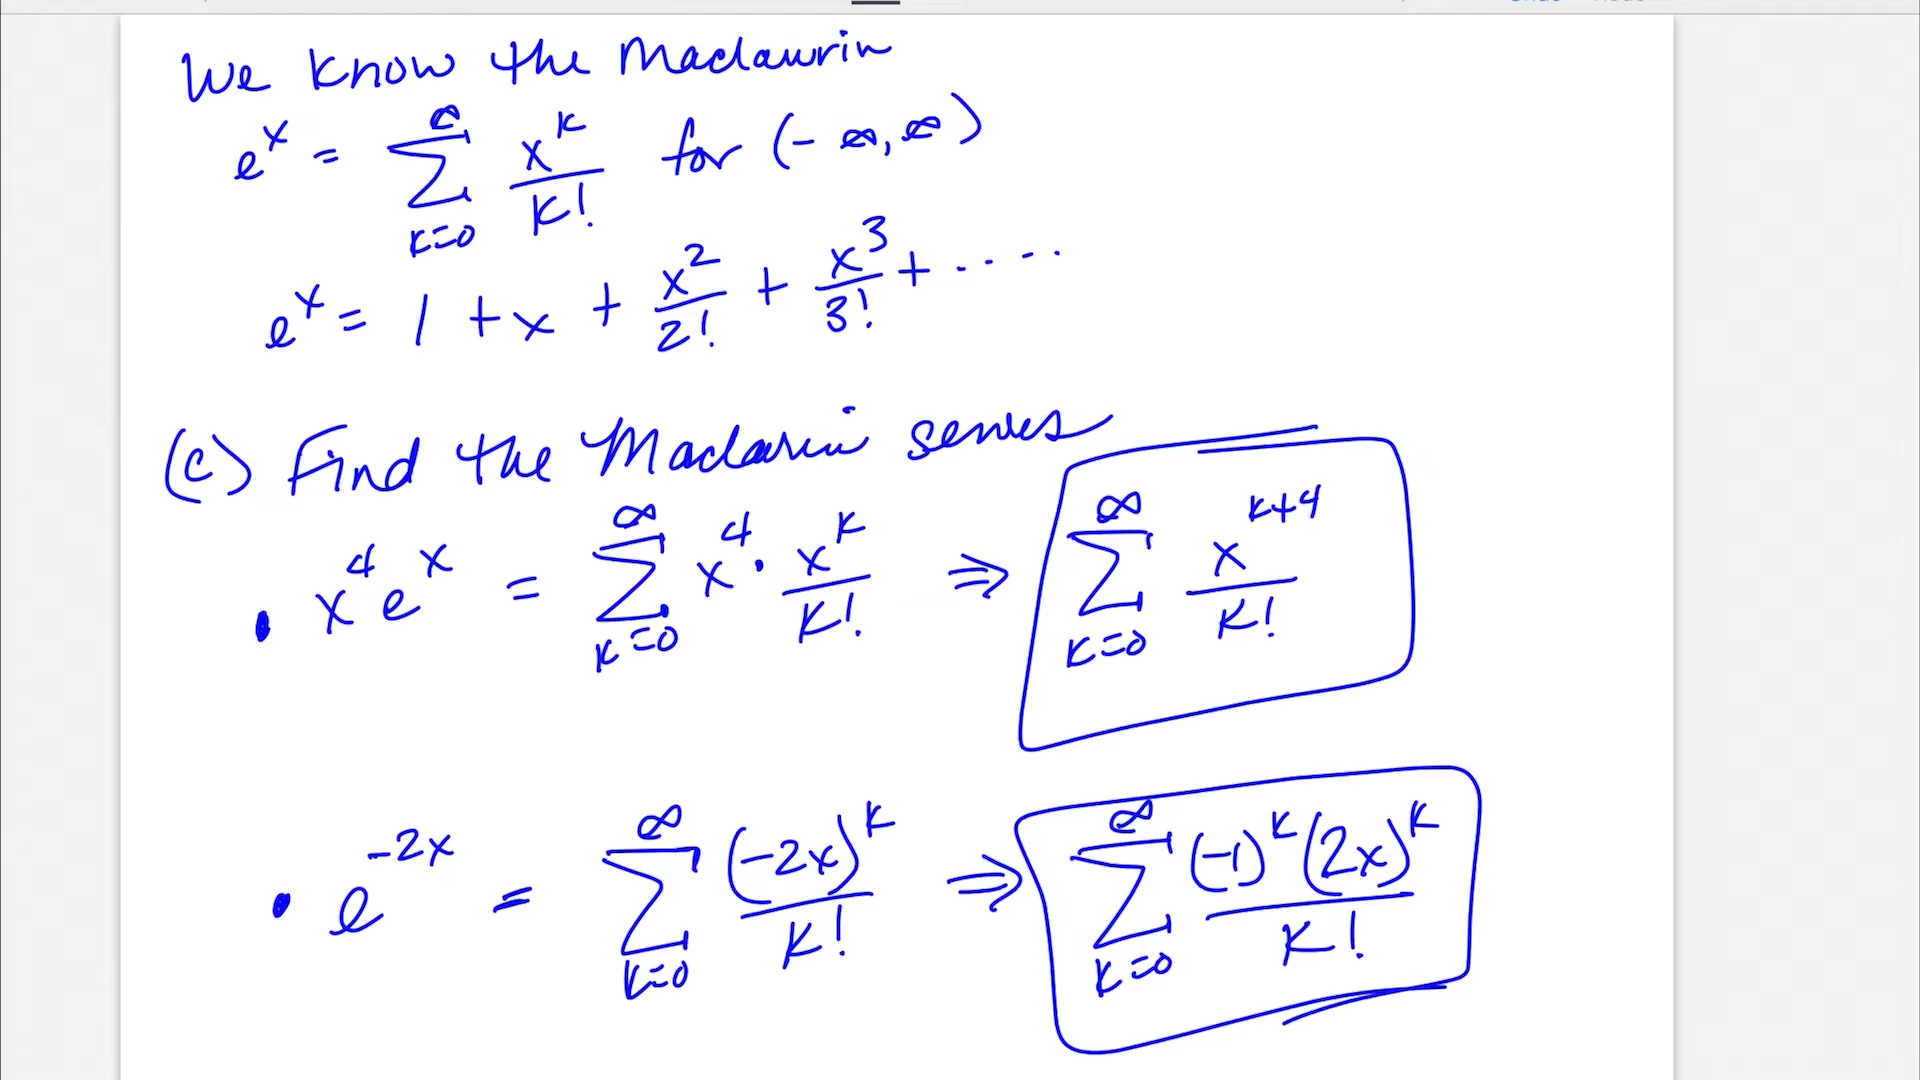 We know the Maclaurin
e^x = ∑_{k=0}^{∞} x^k / k! for (-∞, ∞)
e^x = 1 + x + x^2/2! + x^3/3! + .....
(c) Find the Maclarin series
• x^4 e^x = ∑_{k=0}^{∞} x^4 · x^k / k! ⇒ ∑_{k=0}^{∞} x^{k+4} / k!
• e^{-2x} = ∑_{k=0}^{∞} (-2x)^k / k! ⇒ ∑_{k=0}^{∞} (-1)^k (2x)^k / k!